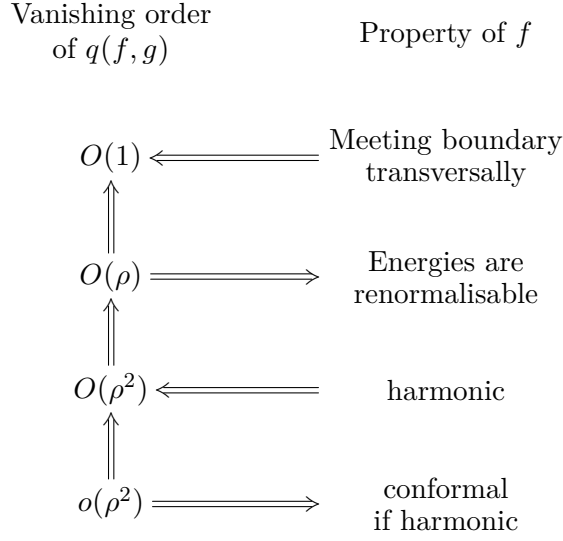 Vanishing order
of q(f, g)
Property of f
O(1)
Meeting boundary
transversally
O(ρ)
Energies are
renormalisable
O(ρ²)
harmonic
o(ρ²)
conformal
if harmonic